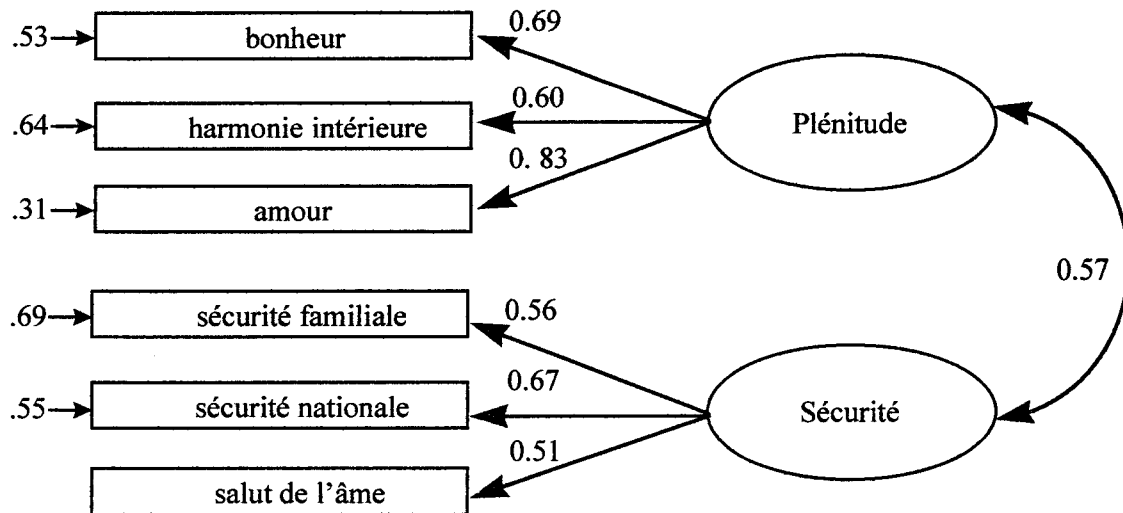 0.69
.53
bonheur
0.60
.64
harmonie intérieure
Plénitude
0. 83
.31
amour
0.57
.69
sécurité familiale
0.56
0.67
.55
sécurité nationale
Sécurité
0.51
salut de l'âme